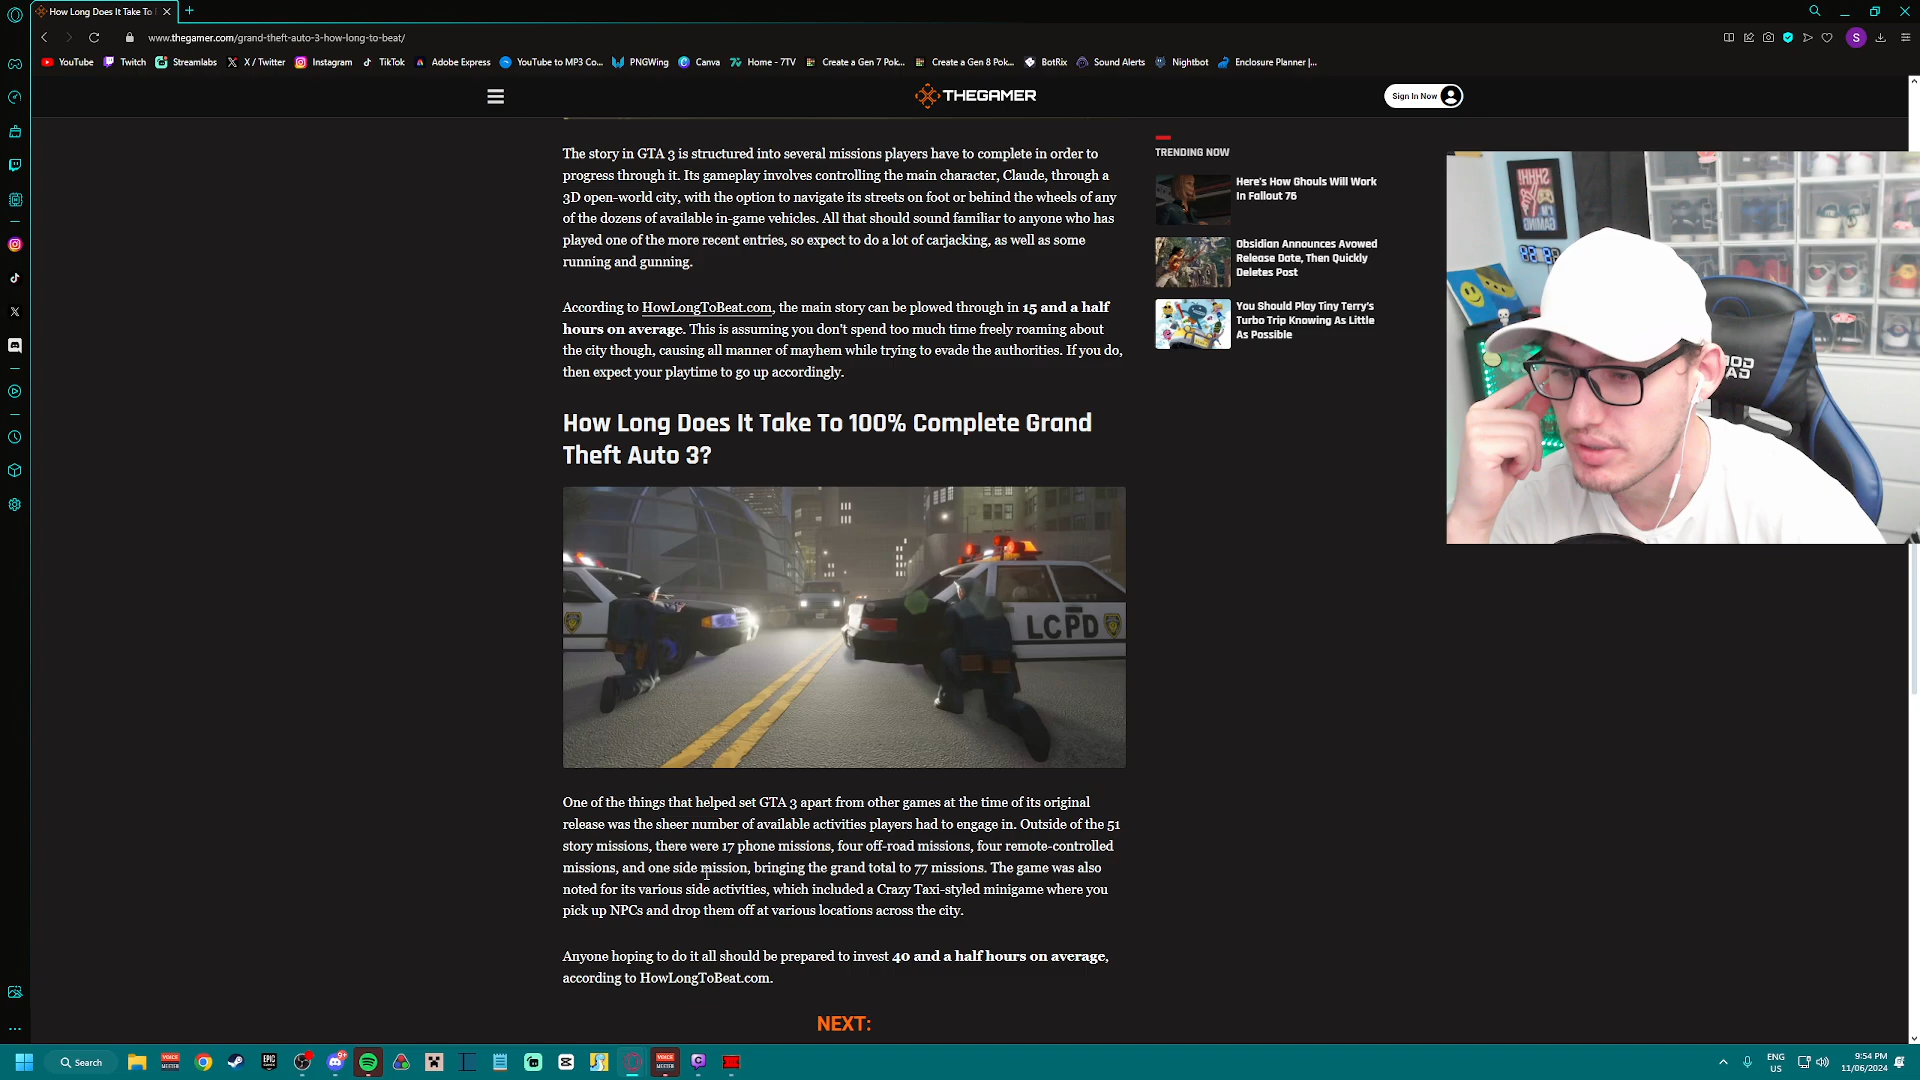 How Long Does It Take To
www.thegamer.com/grand-theft-auto-3-how-long-to-beat/
S
YouTube
Twitch
Streamlabs
X / Twitter
Instagram
TikTok
Adobe Express
YouTube to MP3 Co...
PNGWing
Canva
Home - 7TV
Create a Gen 7 Pok...
Create a Gen 8 Pok...
BotRix
Sound Alerts
Nightbot
Enclosure Planner |...
THEGAMER
Sign In Now
The story in GTA 3 is structured into several missions players have to complete in order to
progress through it. Its gameplay involves controlling the main character, Claude, through a
3D open-world city, with the option to navigate its streets on foot or behind the wheels of any
of the dozens of available in-game vehicles. All that should sound familiar to anyone who has
played one of the more recent entries, so expect to do a lot of carjacking, as well as some
running and gunning.
According to HowLongToBeat.com, the main story can be plowed through in 15 and a half
hours on average. This is assuming you don't spend too much time freely roaming about
the city though, causing all manner of mayhem while trying to evade the authorities. If you do,
then expect your playtime to go up accordingly.
How Long Does It Take To 100% Complete Grand
Theft Auto 3?
LCPD
One of the things that helped set GTA 3 apart from other games at the time of its original
release was the sheer number of available activities players had to engage in. Outside of the 51
story missions, there were 17 phone missions, four off-road missions, four remote-controlled
missions, and one side mission, bringing the grand total to 77 missions. The game was also
noted for its various side activities, which included a Crazy Taxi-styled minigame where you
pick up NPCs and drop them off at various locations across the city.
Anyone hoping to do it all should be prepared to invest 40 and a half hours on average,
according to HowLongToBeat.com.
NEXT:
TRENDING NOW
Here's How Ghouls Will Work
In Fallout 76
Obsidian Announces Avowed
Release Date, Then Quickly
Deletes Post
You Should Play Tiny Terry's
Turbo Trip Knowing As Little
As Possible
SHHH!
I'M
GAMING
Search
EPIC
GAMES
VOICE
MEETER
ENG
US
9:54 PM
11/06/2024